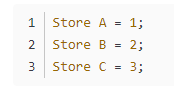 1 Store A = 1;
2 Store B = 2;
3 Store C = 3;